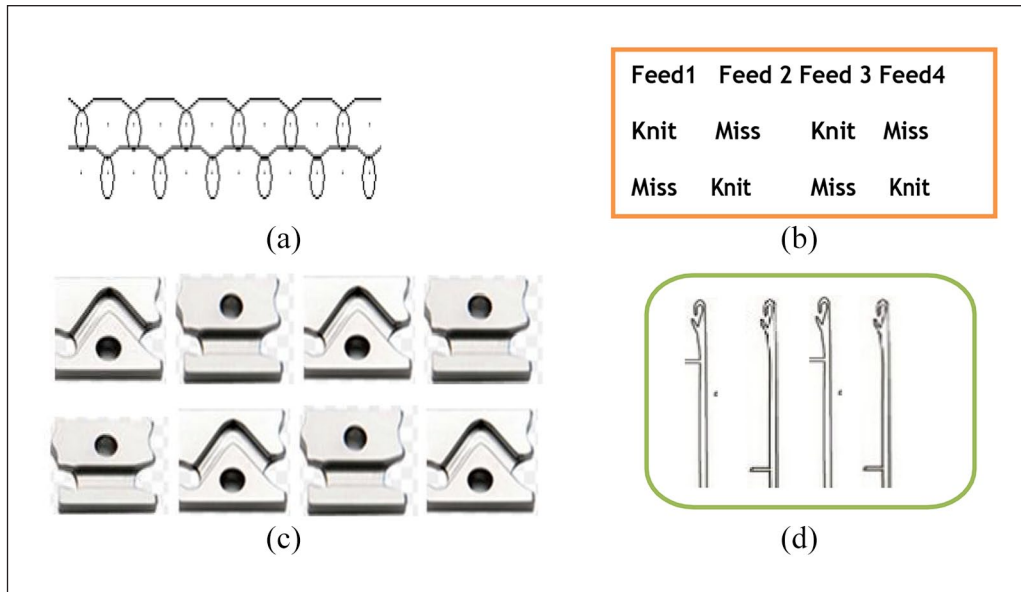 Feed1 Feed 2 Feed 3 Feed4
Knit Miss Knit Miss
Miss Knit Miss Knit
(a)
(b)
(c)
(d)